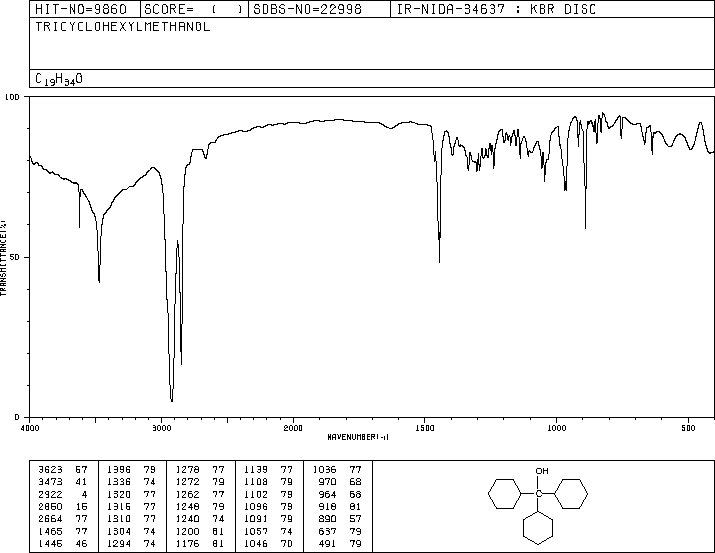 HIT-NO=9860 SCORE= ( ) SDBS-NO=22998 IR-NIDA-34637 : KBR DISC
TRICYCLOHEXYLMETHANOL
C19H34O
100
TRANSMITTANCE(%)
50
0
4000 3000 2000 1500 1000 500
WAVENUMBER(-1)
3623 57 1396 79 1278 77 1139 77 1036 77
3473 41 1336 74 1272 79 1108 79 970 68
2922 4 1320 77 1262 77 1102 79 964 68
2850 15 1316 77 1248 79 1096 79 918 81
2664 77 1310 77 1240 74 1091 79 890 57
1465 77 1304 74 1200 81 1057 74 637 79
1446 46 1294 74 1176 81 1046 70 491 79
OH
C